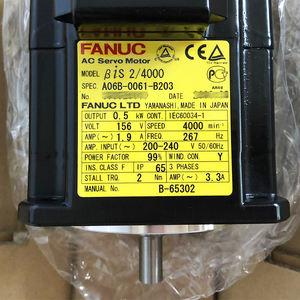 FANUC
FANUC
AC Servo Motor
MODEL βiS 2/4000
SPEC. A06B-0061-B203
No. DATE
FANUC LTD YAMANASHI, MADE IN JAPAN
OUTPUT 0.5 kW CONT. IEC60034-1
VOLT 156 V SPEED 4000 min⁻¹
AMP(~) 1.9 A FREQ. 267 Hz
AMP INPUT(~) 200-240 V 50/60Hz
POWER FACTOR 99% WIND.CON. Y
INS.CLASS F IP 65 3 PHASES
STALL TRQ. 2 Nm AMP(~) 3.3A
MANUAL No. B-65302